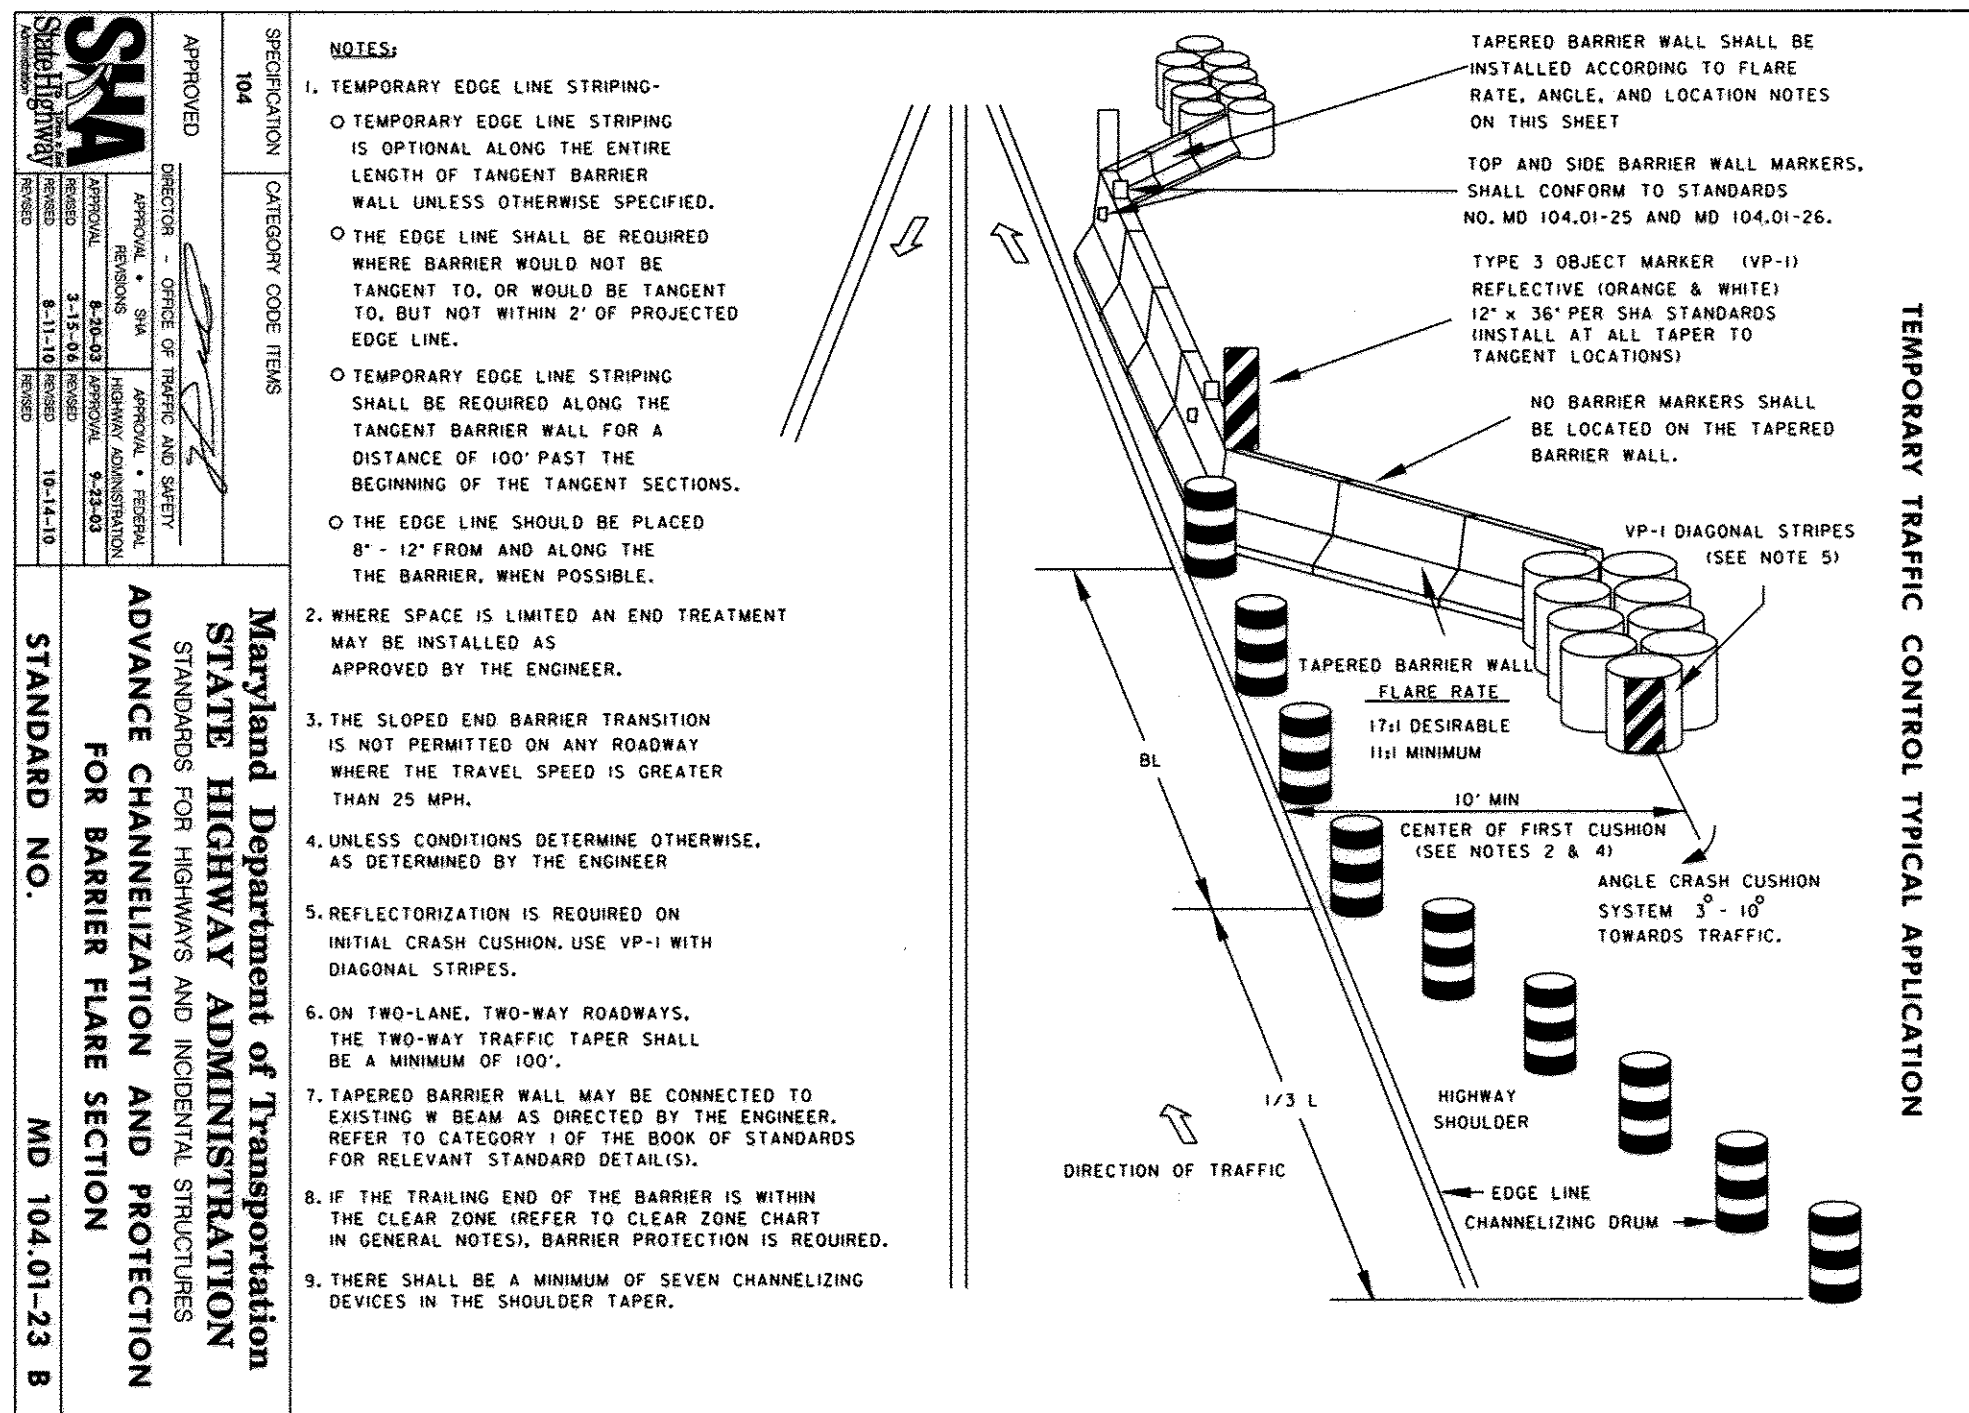 NOTES:
1. TEMPORARY EDGE LINE STRIPING-
O TEMPORARY EDGE LINE STRIPING
IS OPTIONAL ALONG THE ENTIRE
LENGTH OF TANGENT BARRIER
WALL UNLESS OTHERWISE SPECIFIED.
O THE EDGE LINE SHALL BE REQUIRED
WHERE BARRIER WOULD NOT BE
TANGENT TO, OR WOULD BE TANGENT
TO, BUT NOT WITHIN 2' OF PROJECTED
EDGE LINE.
O TEMPORARY EDGE LINE STRIPING
SHALL BE REQUIRED ALONG THE
TANGENT BARRIER WALL FOR A
DISTANCE OF 100' PAST THE
BEGINNING OF THE TANGENT SECTIONS.
O THE EDGE LINE SHOULD BE PLACED
8" - 12" FROM AND ALONG THE
THE BARRIER, WHEN POSSIBLE.
2. WHERE SPACE IS LIMITED AN END TREATMENT
MAY BE INSTALLED AS
APPROVED BY THE ENGINEER.
3. THE SLOPED END BARRIER TRANSITION
IS NOT PERMITTED ON ANY ROADWAY
WHERE THE TRAVEL SPEED IS GREATER
THAN 25 MPH.
4. UNLESS CONDITIONS DETERMINE OTHERWISE,
AS DETERMINED BY THE ENGINEER
5. REFLECTORIZATION IS REQUIRED ON
INITIAL CRASH CUSHION. USE VP-1 WITH
DIAGONAL STRIPES.
6. ON TWO-LANE, TWO-WAY ROADWAYS,
THE TWO-WAY TRAFFIC TAPER SHALL
BE A MINIMUM OF 100'.
7. TAPERED BARRIER WALL MAY BE CONNECTED TO
EXISTING W BEAM AS DIRECTED BY THE ENGINEER.
REFER TO CATEGORY 1 OF THE BOOK OF STANDARDS
FOR RELEVANT STANDARD DETAIL(S).
8. IF THE TRAILING END OF THE BARRIER IS WITHIN
THE CLEAR ZONE (REFER TO CLEAR ZONE CHART
IN GENERAL NOTES), BARRIER PROTECTION IS REQUIRED.
9. THERE SHALL BE A MINIMUM OF SEVEN CHANNELIZING
DEVICES IN THE SHOULDER TAPER.
TAPERED BARRIER WALL SHALL BE
INSTALLED ACCORDING TO FLARE
RATE, ANGLE, AND LOCATION NOTES
ON THIS SHEET
TOP AND SIDE BARRIER WALL MARKERS,
SHALL CONFORM TO STANDARDS
NO. MD 104.01-25 AND MD 104.01-26.
TYPE 3 OBJECT MARKER (VP-1)
REFLECTIVE (ORANGE & WHITE)
12" x 36" PER SHA STANDARDS
(INSTALL AT ALL TAPER TO
TANGENT LOCATIONS)
NO BARRIER MARKERS SHALL
BE LOCATED ON THE TAPERED
BARRIER WALL.
VP-1 DIAGONAL STRIPES
(SEE NOTE 5)
TAPERED BARRIER WALL
FLARE RATE
17:1 DESIRABLE
11:1 MINIMUM
BL
10' MIN
CENTER OF FIRST CUSHION
(SEE NOTES 2 & 4)
ANGLE CRASH CUSHION
SYSTEM 3° - 10°
TOWARDS TRAFFIC.
1/3 L
HIGHWAY
SHOULDER
DIRECTION OF TRAFFIC
EDGE LINE
CHANNELIZING DRUM
TEMPORARY TRAFFIC CONTROL TYPICAL APPLICATION
SPECIFICATION
104
CATEGORY CODE ITEMS
APPROVED
DIRECTOR - OFFICE OF TRAFFIC AND SAFETY
APPROVAL • SHA
REVISIONS
APPROVAL • FEDERAL
HIGHWAY ADMINISTRATION
APPROVAL 8-20-03
APPROVAL 9-23-03
REVISED 3-15-06
REVISED
REVISED 8-11-10
REVISED 10-14-10
REVISED
REVISED
SHA
StateHighway
Administration
Maryland Department of Transportation
STATE HIGHWAY ADMINISTRATION
STANDARDS FOR HIGHWAYS AND INCIDENTAL STRUCTURES
ADVANCE CHANNELIZATION AND PROTECTION
FOR BARRIER FLARE SECTION
STANDARD NO. MD 104.01-23 B